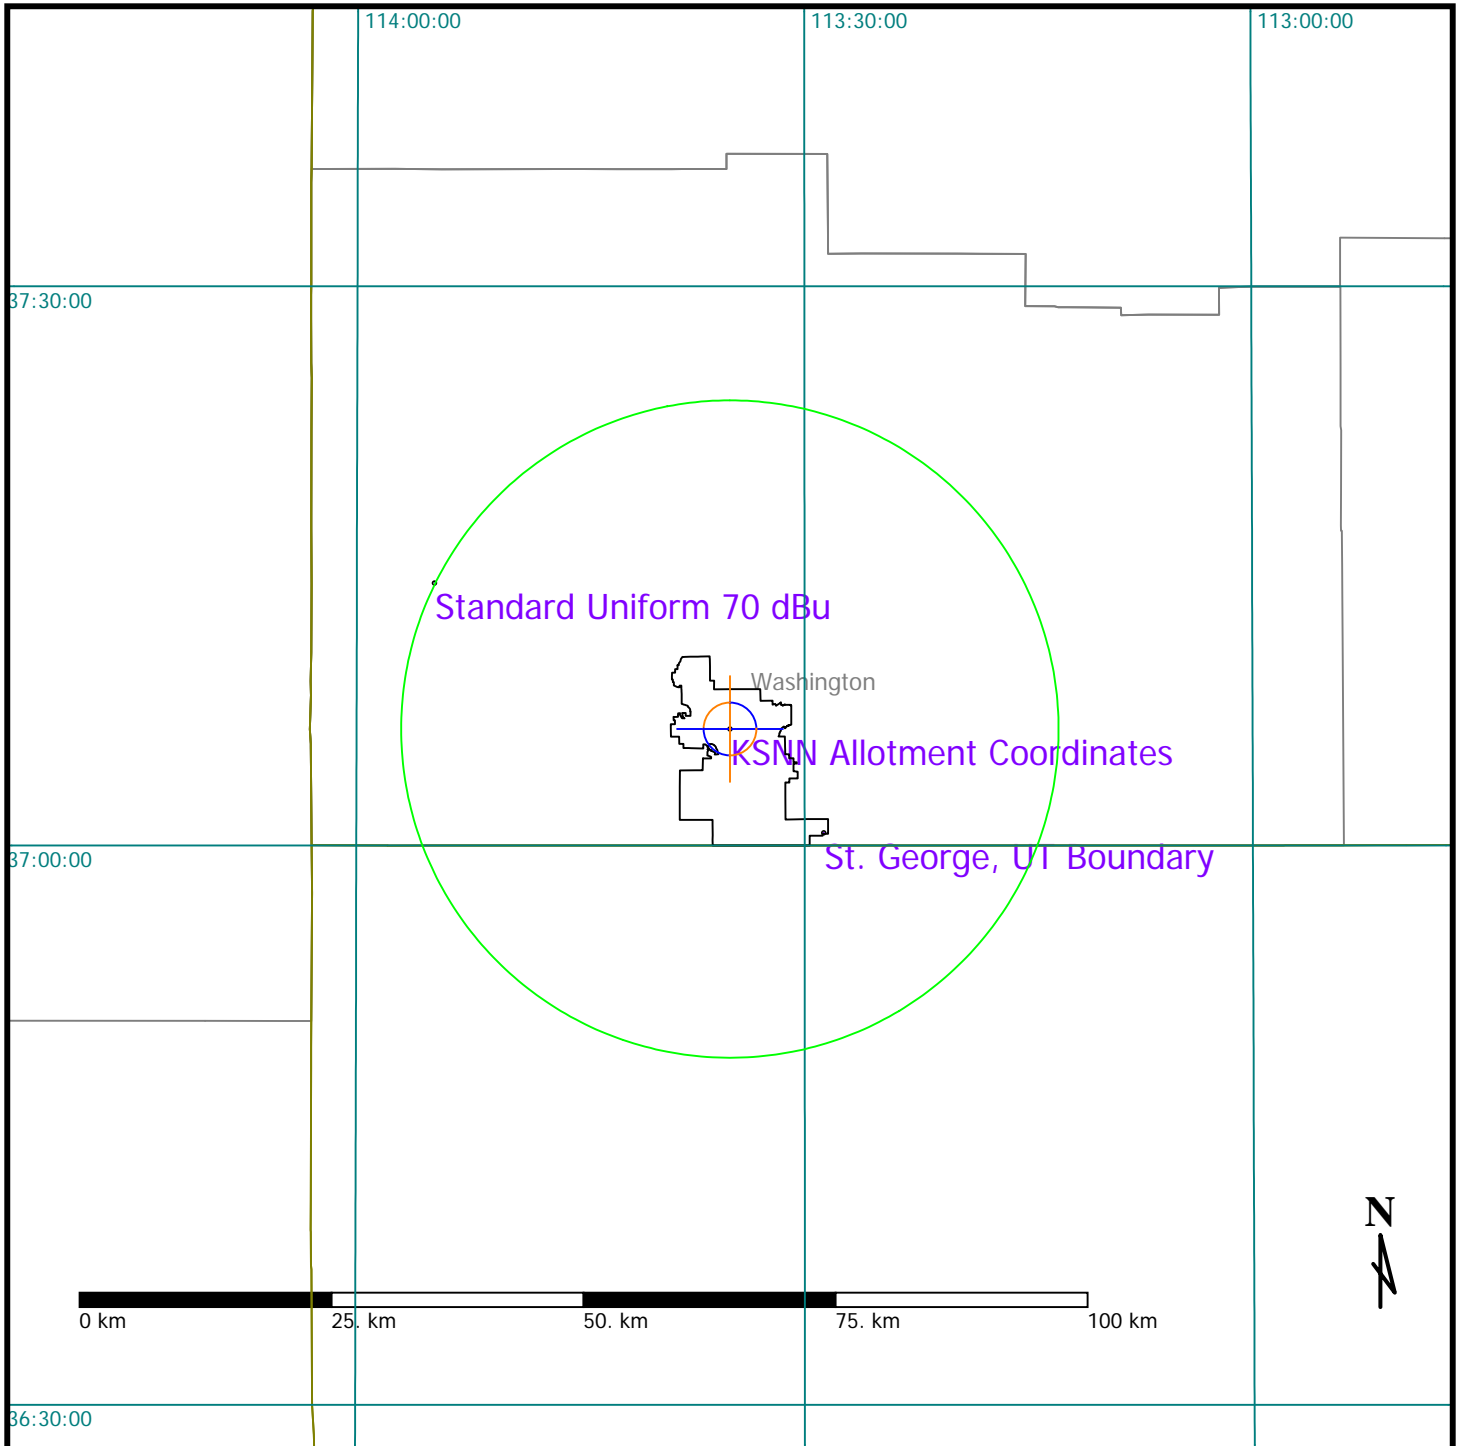 114:00:00
113:30:00
113:00:00
37:30:00
Standard Uniform 70 dBu
Washington
KSNN Allotment Coordinates
37:00:00
St. George, UT Boundary
N
0 km
25. km
50. km
75. km
100 km
36:30:00